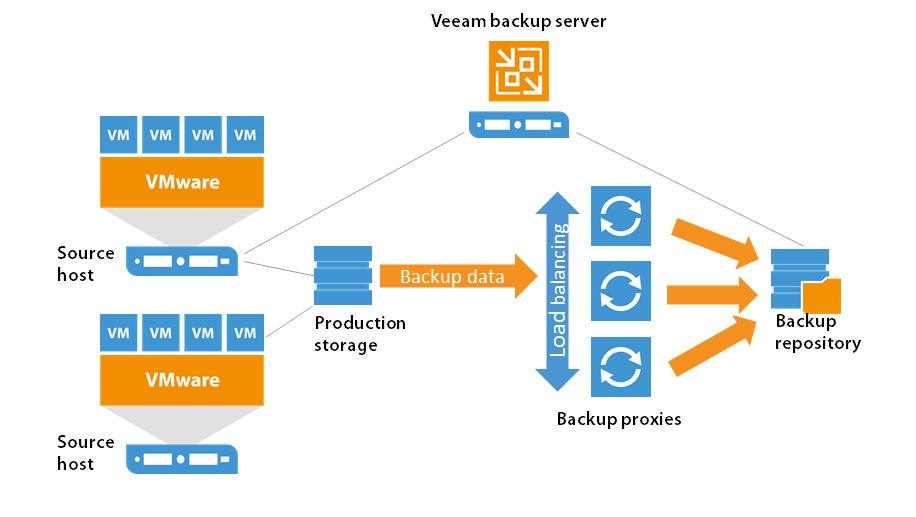 Veeam backup server
VM VM VM VM
VMware
Source
host
Production
storage
Backup data
Load balancing
Backup proxies
Backup
repository
VM VM VM VM
VMware
Source
host